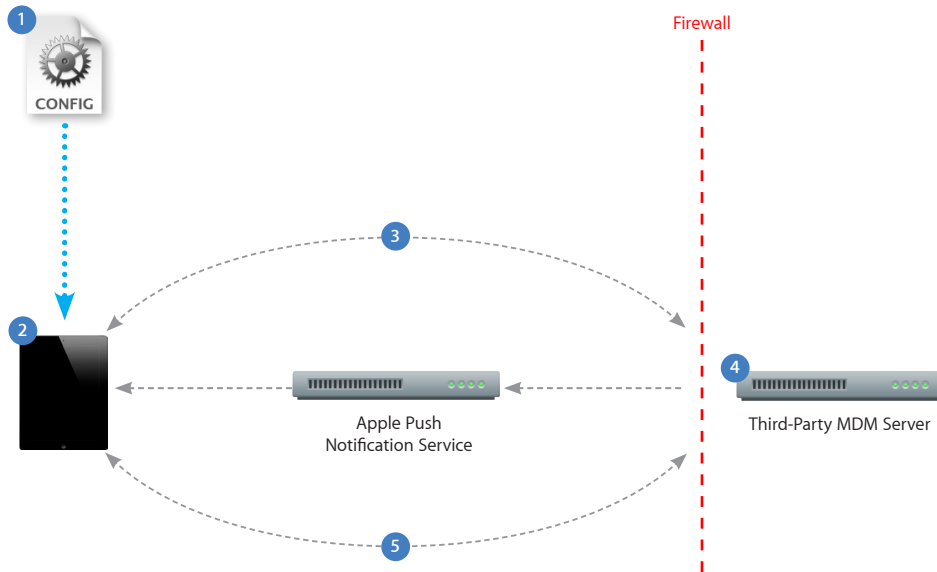 1
Firewall
CONFIG
3
2
4
Apple Push
Notification Service
Third-Party MDM Server
5